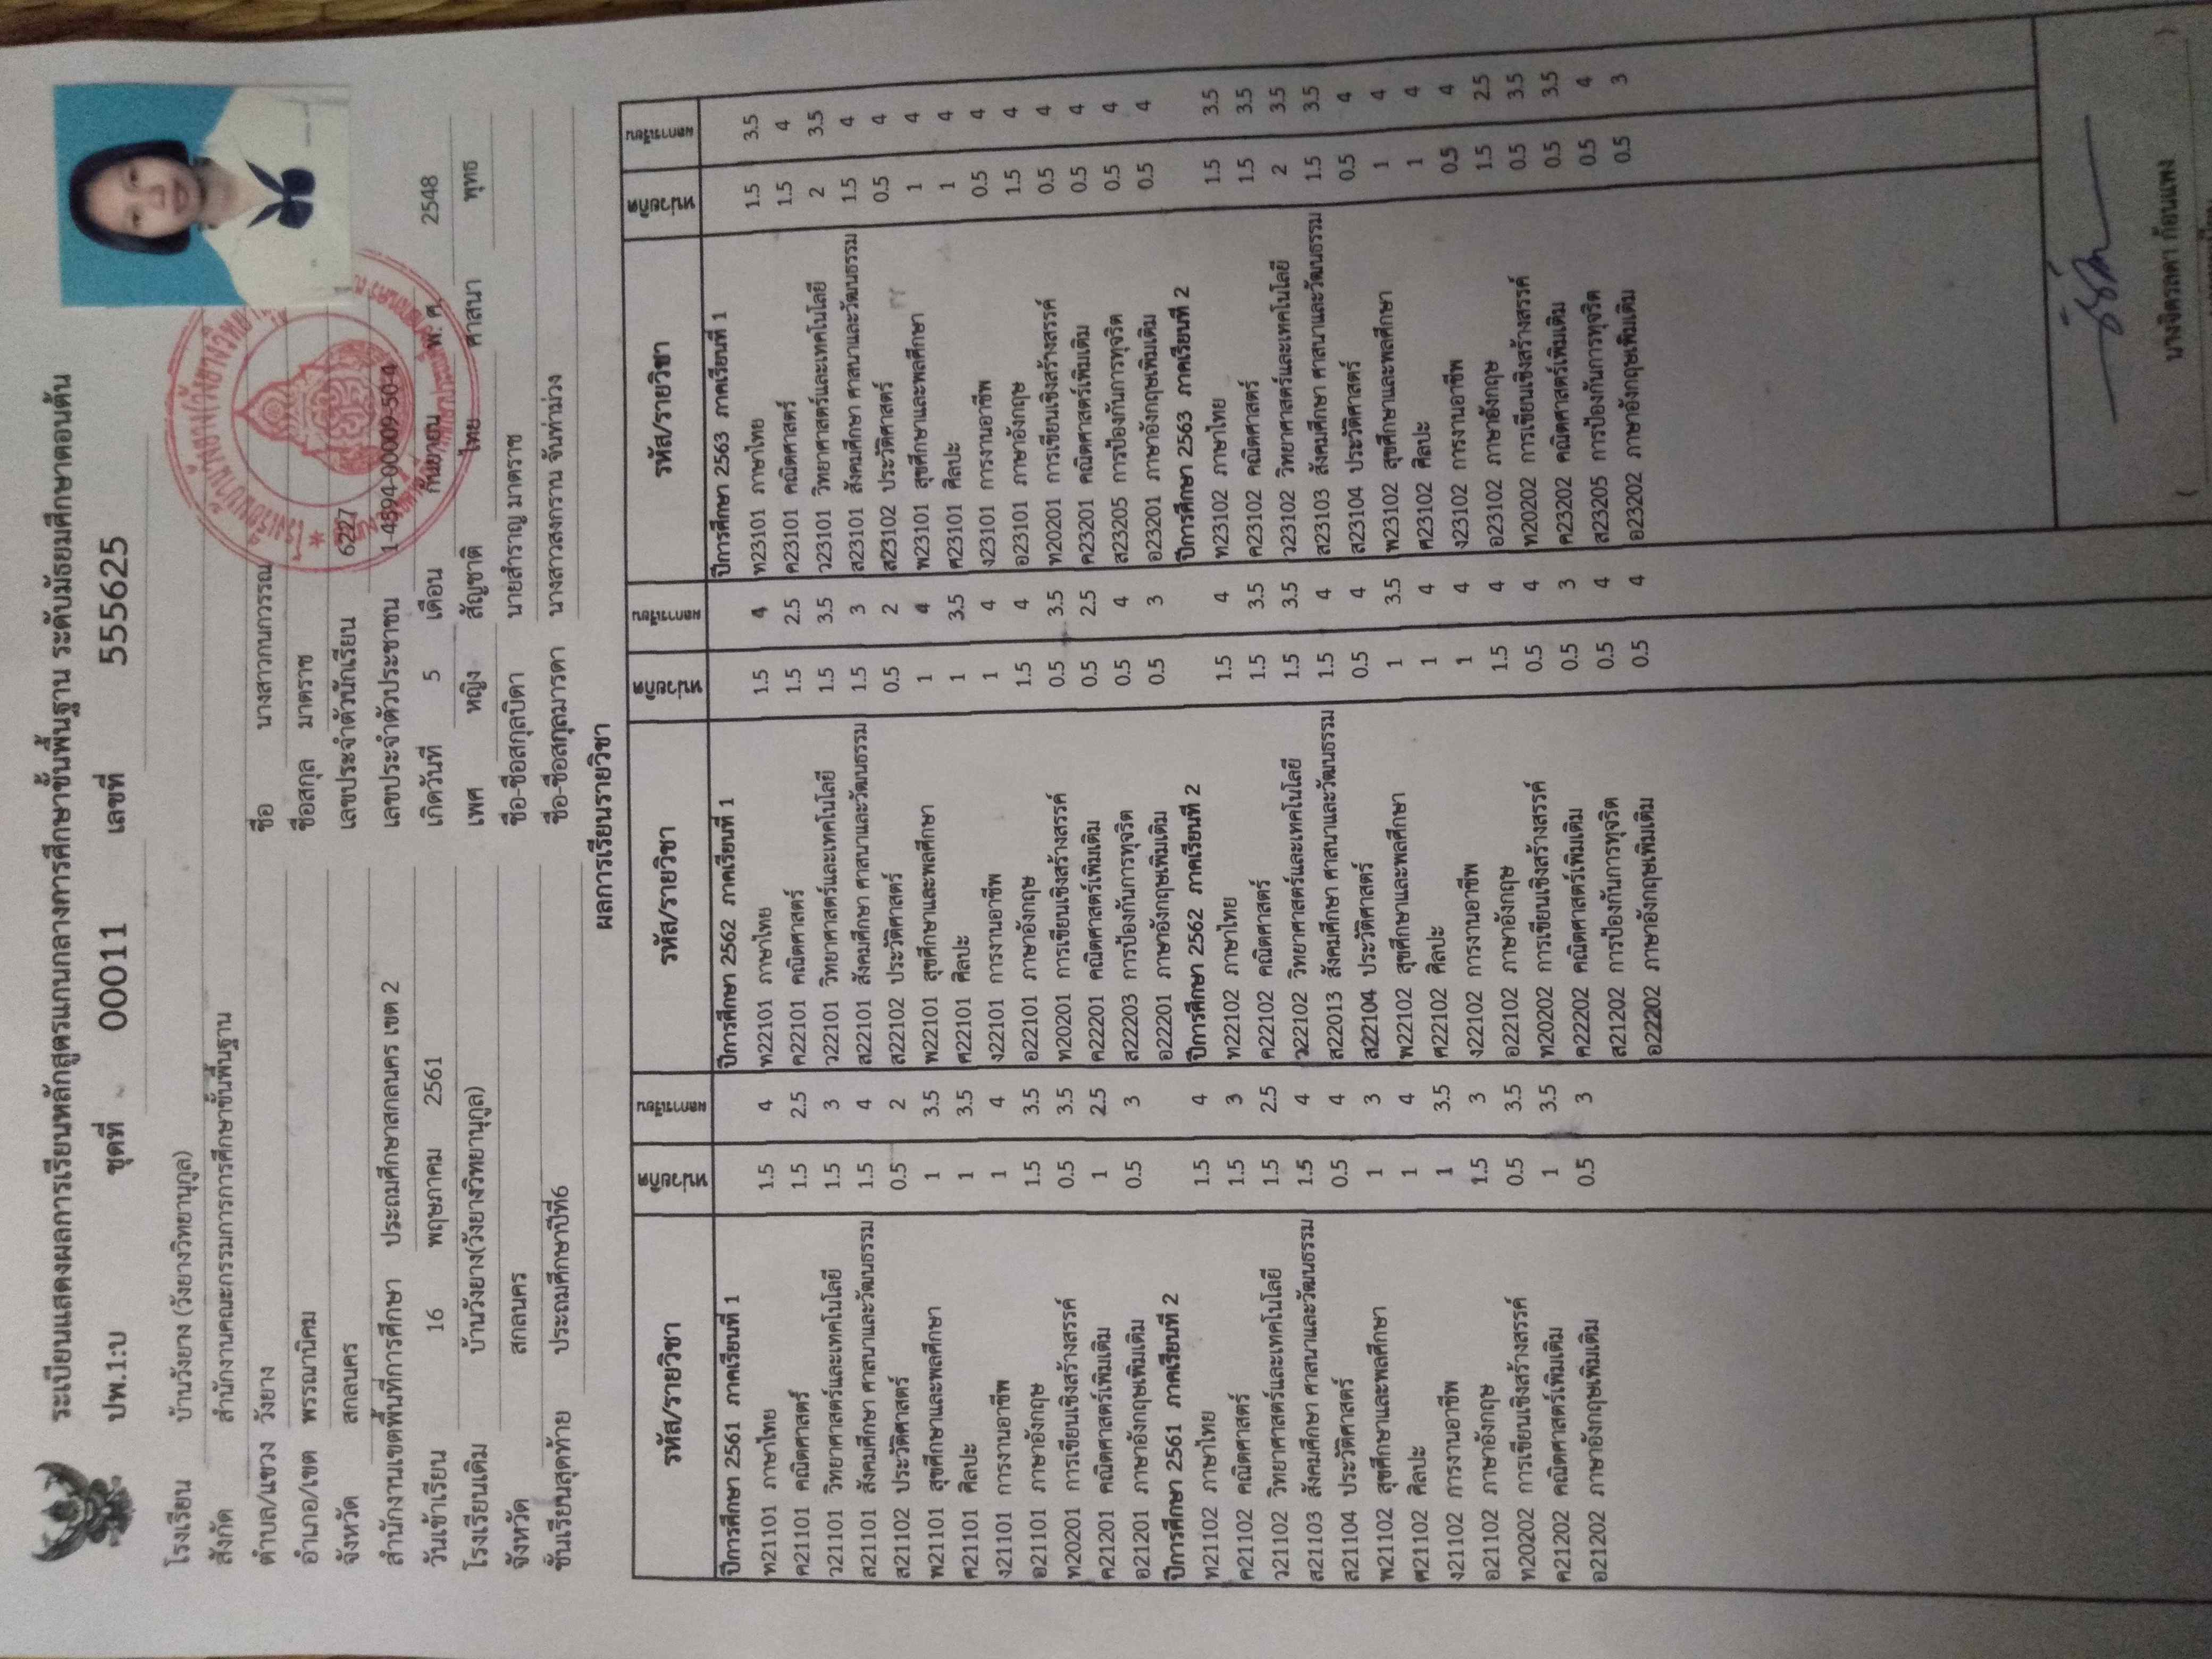 ระเบียนแสดงผลการเรียนหลักสูตรแกนกลางการศึกษาขั้นพื้นฐาน ระดับมัธยมศึกษาตอนต้น
ปพ.1:บ ชุดที่ 00011 เลขที่ 555625
โรงเรียน บ้านวังยาง (วังยางวิทยานุกูล)
สังกัด สำนักงานคณะกรรมการการศึกษาขั้นพื้นฐาน
ตำบล/แขวง วังยาง
อำเภอ/เขต พรรณานิคม
จังหวัด สกลนคร
สำนักงานเขตพื้นที่การศึกษา ประถมศึกษาสกลนคร เขต 2
วันเข้าเรียน 16 พฤษภาคม 2561
โรงเรียนเดิม บ้านวังยาง(วังยางวิทยานุกูล)
จังหวัด สกลนคร
ชั้นเรียนสุดท้าย ประถมศึกษาปีที่6
ชื่อ นางสาวกนกวรรณ
ชื่อสกุล มาตราช
เลขประจำตัวนักเรียน 6227
เลขประจำตัวประชาชน 1-4894-00009-50-4
เกิดวันที่ 5 เดือน กันยายน พ.ศ. 2548
เพศ หญิง สัญชาติ ไทย ศาสนา พุทธ
ชื่อ-ชื่อสกุลบิดา นายสำราญ มาตราช
ชื่อ-ชื่อสกุลมารดา นางสาวสงกราน จันท่าม่วง
ผลการเรียนรายวิชา
รหัส/รายวิชา หน่วยกิต ผลการเรียน
ปีการศึกษา 2561 ภาคเรียนที่ 1
ท21101 ภาษาไทย 1.5 4
ค21101 คณิตศาสตร์ 1.5 2.5
ว21101 วิทยาศาสตร์และเทคโนโลยี 1.5 3
ส21101 สังคมศึกษา ศาสนาและวัฒนธรรม 1.5 4
ส21102 ประวัติศาสตร์ 0.5 2
พ21101 สุขศึกษาและพลศึกษา 1 3.5
ศ21101 ศิลปะ 1 3.5
ง21101 การงานอาชีพ 1 4
อ21101 ภาษาอังกฤษ 1.5 3.5
ท20201 การเขียนเชิงสร้างสรรค์ 0.5 3.5
ค21201 คณิตศาสตร์เพิ่มเติม 1 2.5
อ21201 ภาษาอังกฤษเพิ่มเติม 0.5 3
ปีการศึกษา 2561 ภาคเรียนที่ 2
ท21102 ภาษาไทย 1.5 4
ค21102 คณิตศาสตร์ 1.5 3
ว21102 วิทยาศาสตร์และเทคโนโลยี 1.5 2.5
ส21103 สังคมศึกษา ศาสนาและวัฒนธรรม 1.5 4
ส21104 ประวัติศาสตร์ 0.5 4
พ21102 สุขศึกษาและพลศึกษา 1 3
ศ21102 ศิลปะ 1 4
ง21102 การงานอาชีพ 1 3.5
อ21102 ภาษาอังกฤษ 1.5 3
ท20202 การเขียนเชิงสร้างสรรค์ 0.5 3.5
ค21202 คณิตศาสตร์เพิ่มเติม 1 3.5
อ21202 ภาษาอังกฤษเพิ่มเติม 0.5 3
รหัส/รายวิชา หน่วยกิต ผลการเรียน
ปีการศึกษา 2562 ภาคเรียนที่ 1
ท22101 ภาษาไทย 1.5 4
ค22101 คณิตศาสตร์ 1.5 2.5
ว22101 วิทยาศาสตร์และเทคโนโลยี 1.5 3.5
ส22101 สังคมศึกษา ศาสนาและวัฒนธรรม 1.5 3
ส22102 ประวัติศาสตร์ 0.5 2
พ22101 สุขศึกษาและพลศึกษา 1 4
ศ22101 ศิลปะ 1 3.5
ง22101 การงานอาชีพ 1 4
อ22101 ภาษาอังกฤษ 1.5 4
ท20201 การเขียนเชิงสร้างสรรค์ 0.5 3.5
ค22201 คณิตศาสตร์เพิ่มเติม 0.5 2.5
ส22203 การป้องกันการทุจริต 0.5 4
อ22201 ภาษาอังกฤษเพิ่มเติม 0.5 3
ปีการศึกษา 2562 ภาคเรียนที่ 2
ท22102 ภาษาไทย 1.5 4
ค22102 คณิตศาสตร์ 1.5 3.5
ว22102 วิทยาศาสตร์และเทคโนโลยี 1.5 3.5
ส22013 สังคมศึกษา ศาสนาและวัฒนธรรม 1.5 4
ส22104 ประวัติศาสตร์ 0.5 4
พ22102 สุขศึกษาและพลศึกษา 1 3.5
ศ22102 ศิลปะ 1 4
ง22102 การงานอาชีพ 1 4
อ22102 ภาษาอังกฤษ 1.5 4
ท20202 การเขียนเชิงสร้างสรรค์ 0.5 4
ค22202 คณิตศาสตร์เพิ่มเติม 0.5 3
ส21202 การป้องกันการทุจริต 0.5 4
อ22202 ภาษาอังกฤษเพิ่มเติม 0.5 4
รหัส/รายวิชา หน่วยกิต ผลการเรียน
ปีการศึกษา 2563 ภาคเรียนที่ 1
ท23101 ภาษาไทย 1.5 3.5
ค23101 คณิตศาสตร์ 1.5 4
ว23101 วิทยาศาสตร์และเทคโนโลยี 2 3.5
ส23101 สังคมศึกษา ศาสนาและวัฒนธรรม 1.5 4
ส23102 ประวัติศาสตร์ 0.5 4
พ23101 สุขศึกษาและพลศึกษา 1 4
ศ23101 ศิลปะ 1 4
ง23101 การงานอาชีพ 0.5 4
อ23101 ภาษาอังกฤษ 1.5 4
ท20201 การเขียนเชิงสร้างสรรค์ 0.5 4
ค23201 คณิตศาสตร์เพิ่มเติม 0.5 4
ส23205 การป้องกันการทุจริต 0.5 4
อ23201 ภาษาอังกฤษเพิ่มเติม 0.5 4
ปีการศึกษา 2563 ภาคเรียนที่ 2
ท23102 ภาษาไทย 1.5 3.5
ค23102 คณิตศาสตร์ 1.5 3.5
ว23102 วิทยาศาสตร์และเทคโนโลยี 2 3.5
ส23103 สังคมศึกษา ศาสนาและวัฒนธรรม 1.5 3.5
ส23104 ประวัติศาสตร์ 0.5 4
พ23102 สุขศึกษาและพลศึกษา 1 4
ศ23102 ศิลปะ 1 4
ง23102 การงานอาชีพ 0.5 4
อ23102 ภาษาอังกฤษ 1.5 2.5
ท20202 การเขียนเชิงสร้างสรรค์ 0.5 3.5
ค23202 คณิตศาสตร์เพิ่มเติม 0.5 3.5
ส23205 การป้องกันการทุจริต 0.5 4
อ23202 ภาษาอังกฤษเพิ่มเติม 0.5 3
( นางจิตรลดา ก้อนแพง )